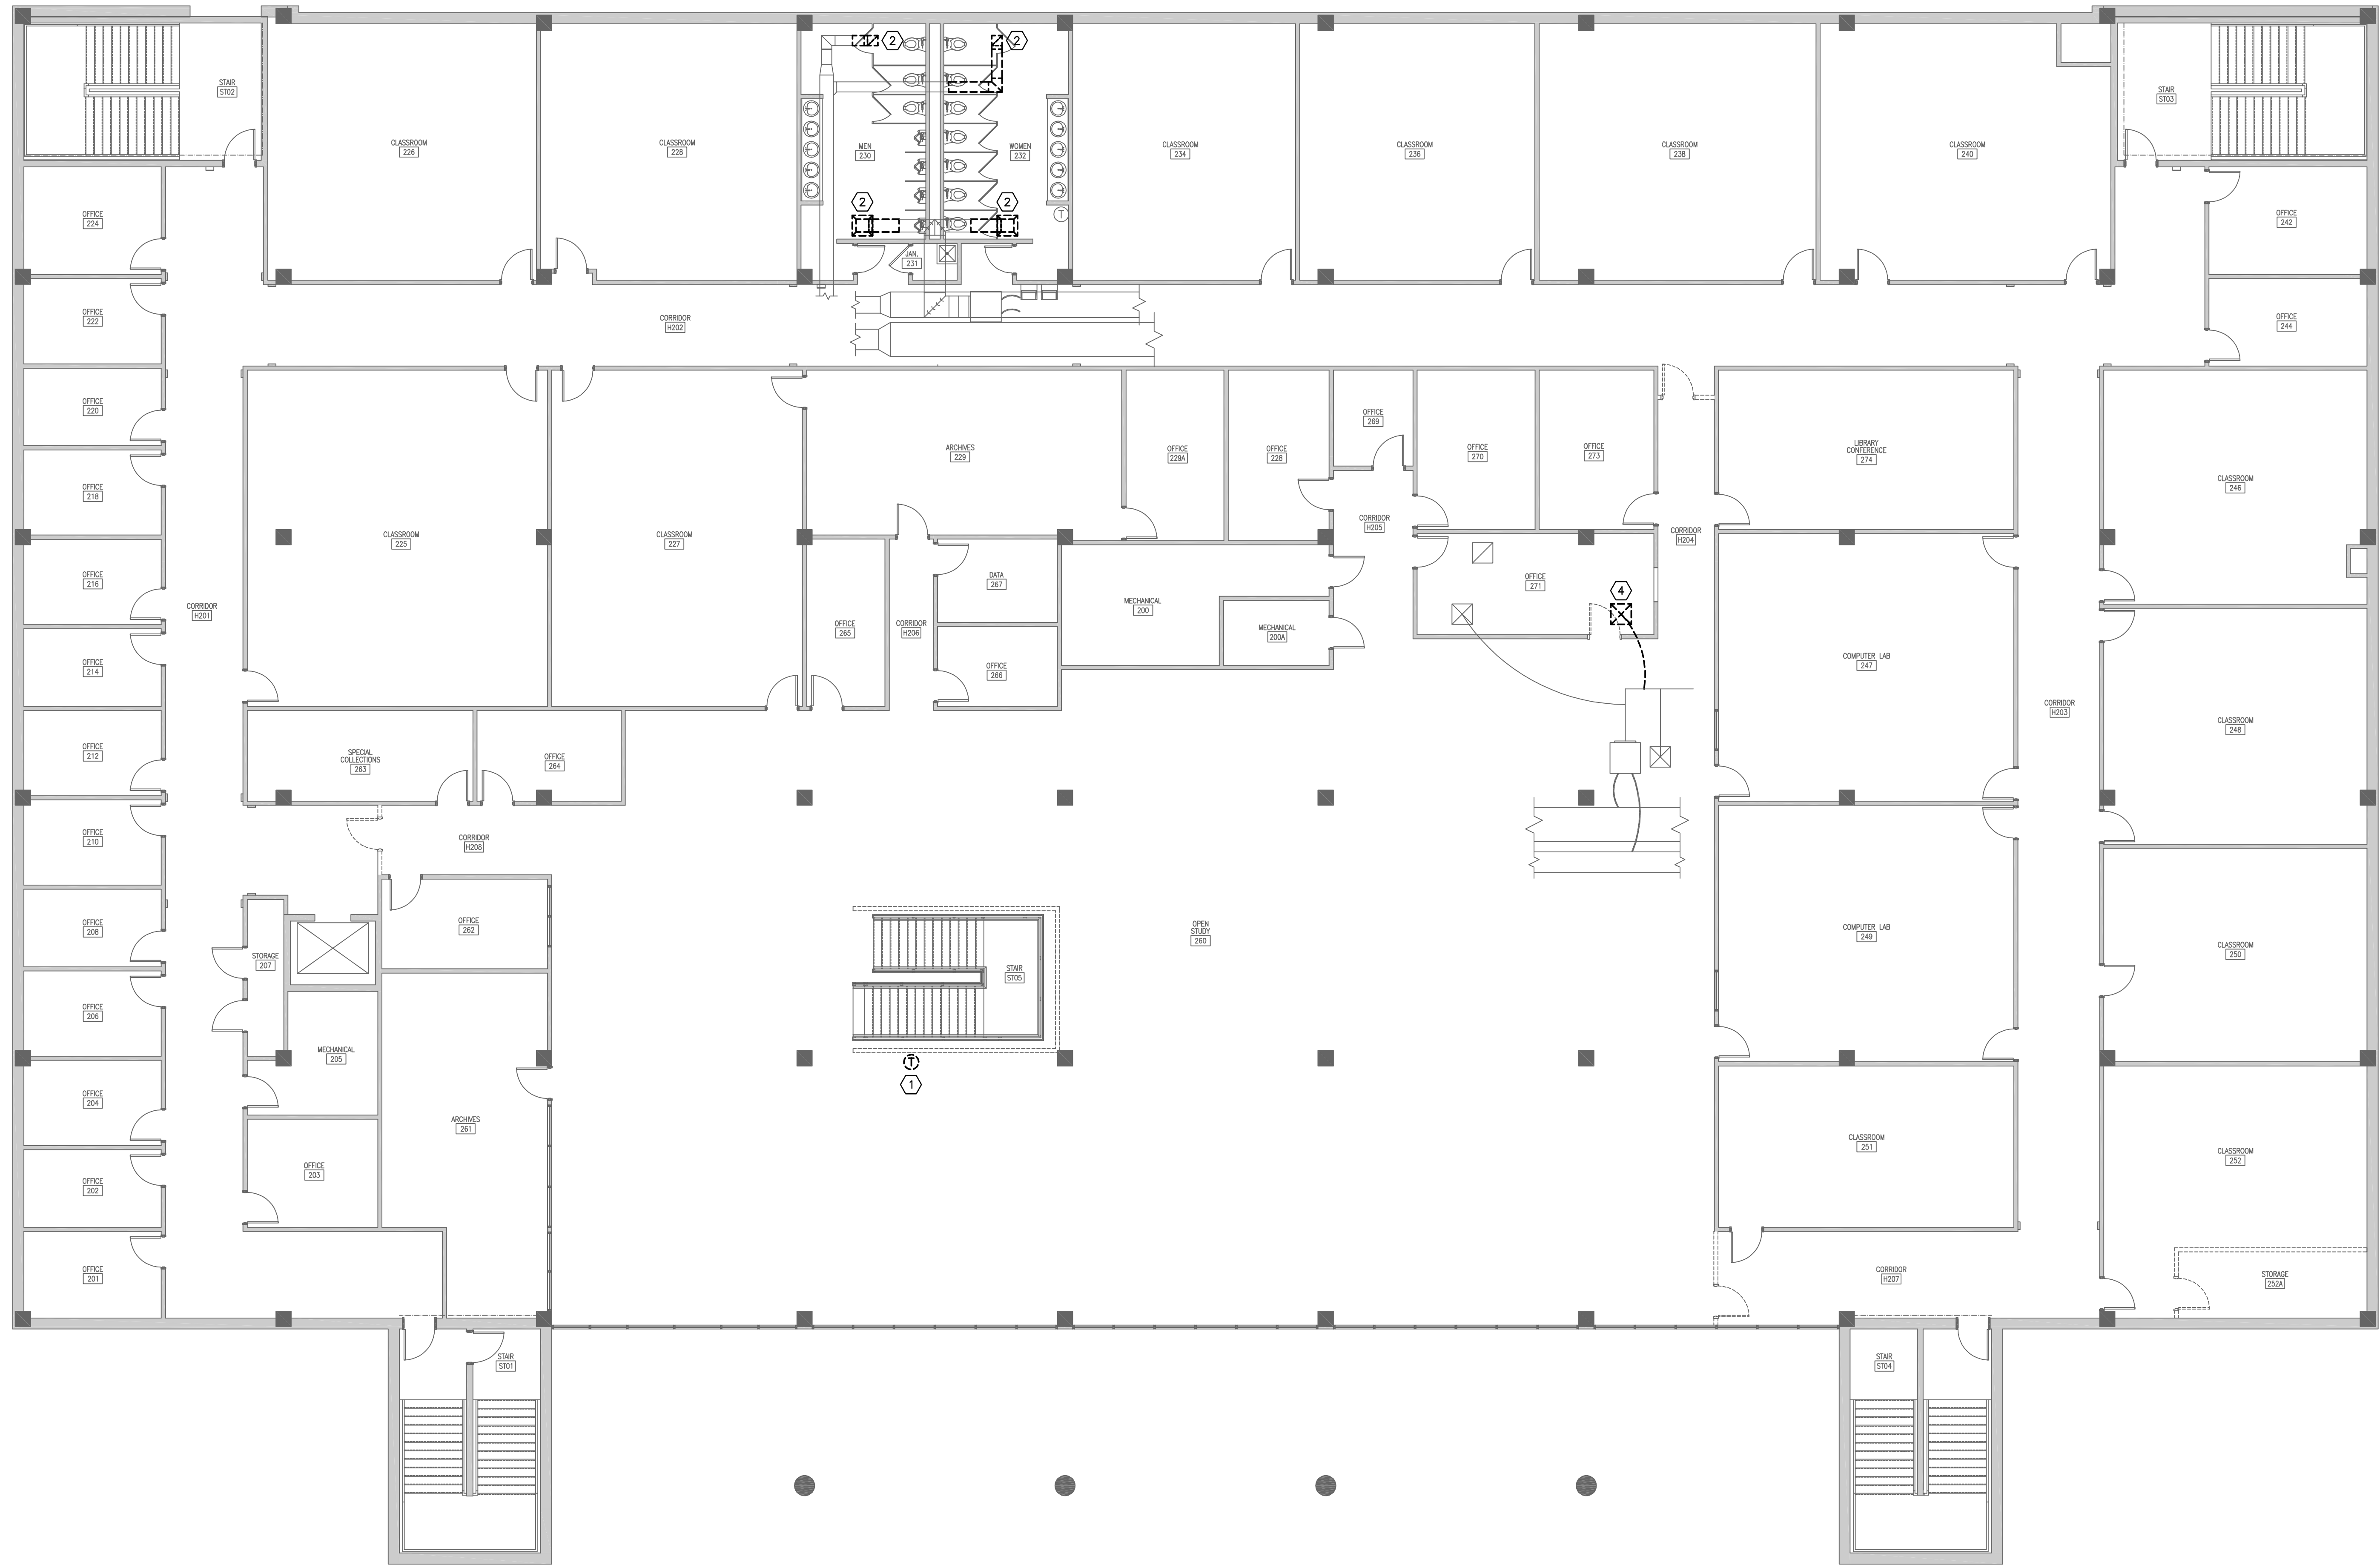 STAIR
ST02
CLASSROOM
226
CLASSROOM
228
MEN
230
2
2
WOMEN
232
2
2
T
JAN.
231
CLASSROOM
234
CLASSROOM
236
CLASSROOM
238
CLASSROOM
240
STAIR
ST03
OFFICE
224
OFFICE
242
OFFICE
222
CORRIDOR
H202
OFFICE
244
OFFICE
220
OFFICE
218
OFFICE
216
OFFICE
214
OFFICE
212
OFFICE
210
OFFICE
208
OFFICE
206
OFFICE
204
OFFICE
202
OFFICE
201
CORRIDOR
H201
CLASSROOM
225
CLASSROOM
227
ARCHIVES
229
OFFICE
229A
OFFICE
228
OFFICE
269
OFFICE
270
OFFICE
273
CORRIDOR
H205
CORRIDOR
H204
LIBRARY
CONFERENCE
274
CLASSROOM
246
OFFICE
265
CORRIDOR
H206
DATA
267
OFFICE
266
MECHANICAL
200
MECHANICAL
200A
OFFICE
271
4
COMPUTER LAB
247
CORRIDOR
H203
CLASSROOM
248
SPECIAL
COLLECTIONS
263
OFFICE
264
CORRIDOR
H208
OFFICE
262
STORAGE
207
MECHANICAL
205
OFFICE
203
ARCHIVES
261
STAIR
ST05
T
1
OPEN
STUDY
260
COMPUTER LAB
249
CLASSROOM
250
CLASSROOM
251
CLASSROOM
252
CORRIDOR
H207
STORAGE
252A
STAIR
ST01
STAIR
ST04